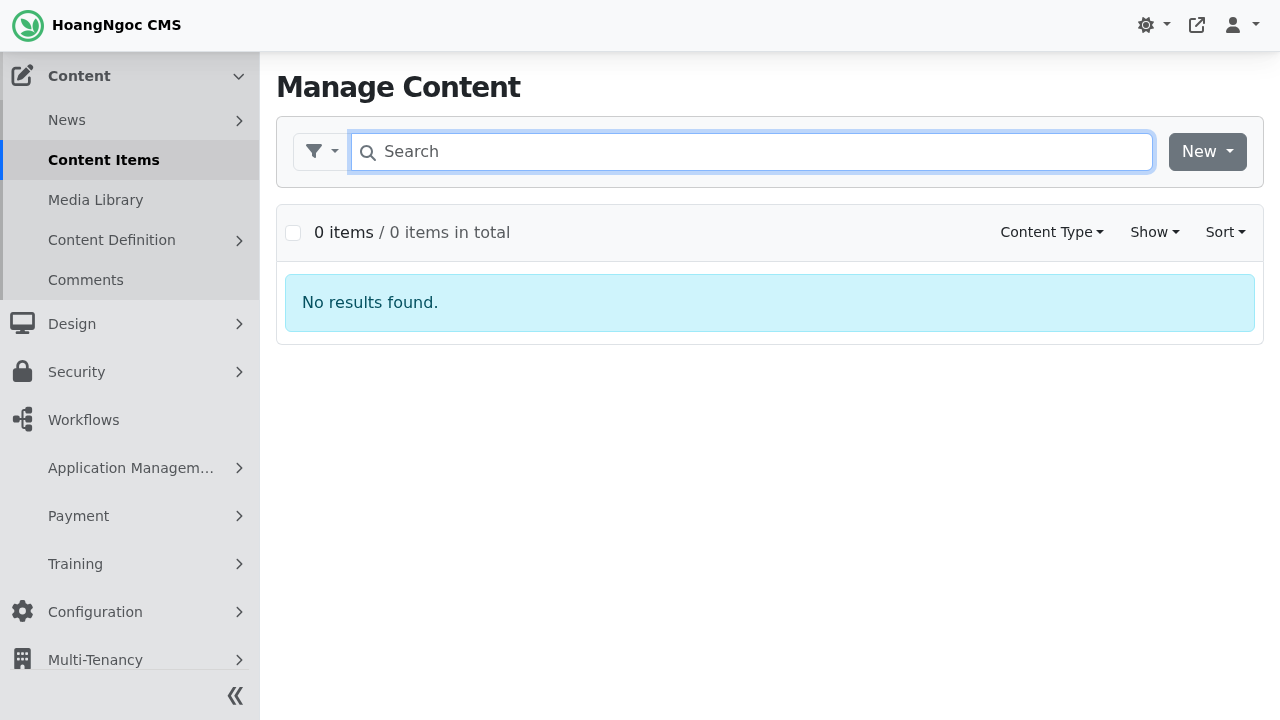 HoangNgoc CMS
Content
News
Content Items
Media Library
Content Definition
Comments
Design
Security
Workflows
Application Managem...
Payment
Training
Configuration
Multi-Tenancy
Manage Content
Search
New
0 items / 0 items in total
Content Type
Show
Sort
No results found.